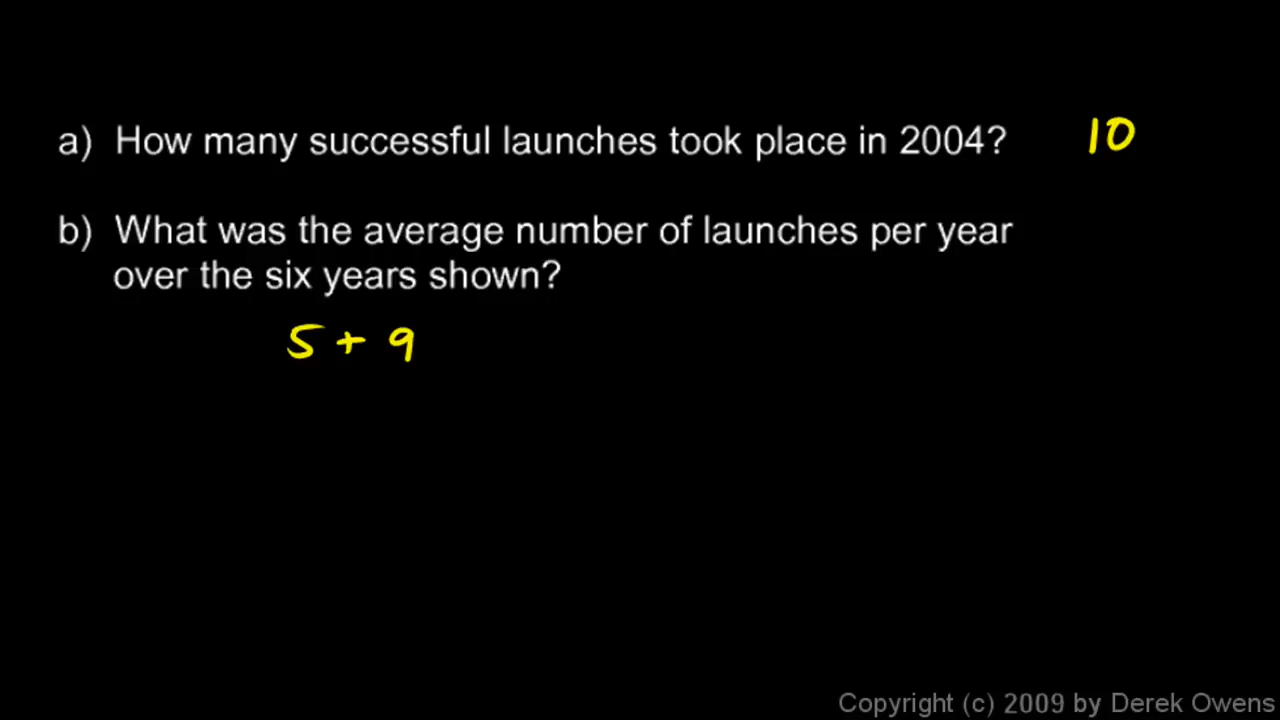 a) How many successful launches took place in 2004? 10
b) What was the average number of launches per year
over the six years shown?
5 + 9
Copyright (c) 2009 by Derek Owens